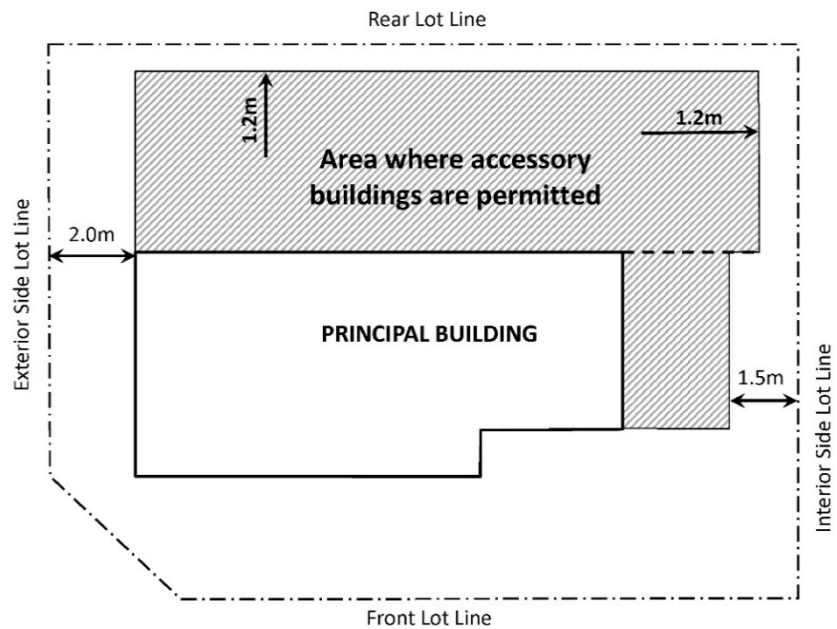 Rear Lot Line
1.2m
1.2m
Area where accessory
buildings are permitted
2.0m
Exterior Side Lot Line
PRINCIPAL BUILDING
1.5m
Interior Side Lot Line
Front Lot Line